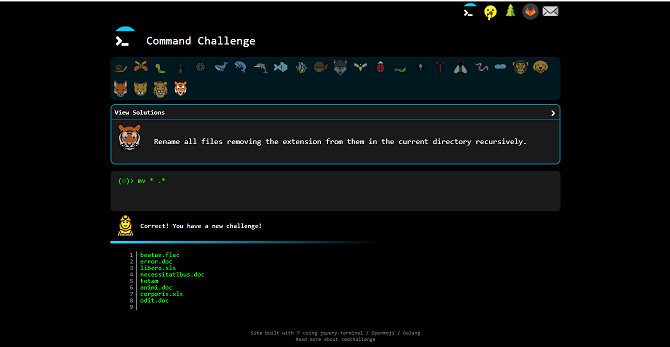 Command Challenge
View Solutions
Rename all files removing the extension from them in the current directory recursively.
(0)> mv * .*
Correct! You have a new challenge!
1 beatae.flac
2 error.doc
3 libero.xls
4 necessitatibus.doc
5 totam
6 animi.doc
7 corporis.xls
8 odit.doc
9
Site built with ♡ using jquery.terminal / Openmoji / Golang
Read more about cmdchallenge